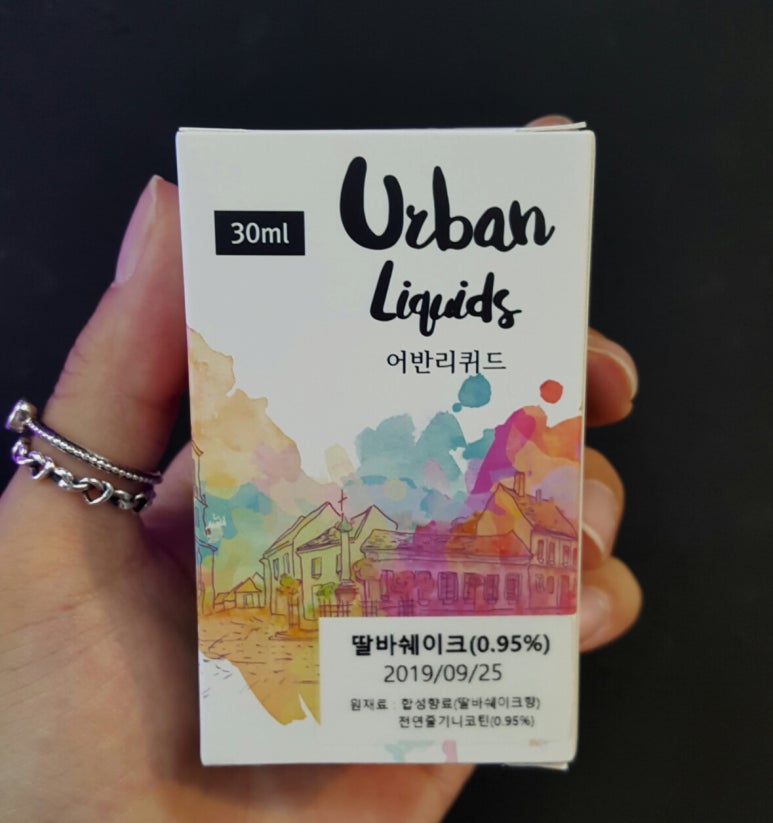 30ml
Urban
Liquids
어반리퀴드
딸바쉐이크(0.95%)
2019/09/25
원재료 : 합성향료(딸바쉐이크향)
전연줄기니코틴(0.95%)